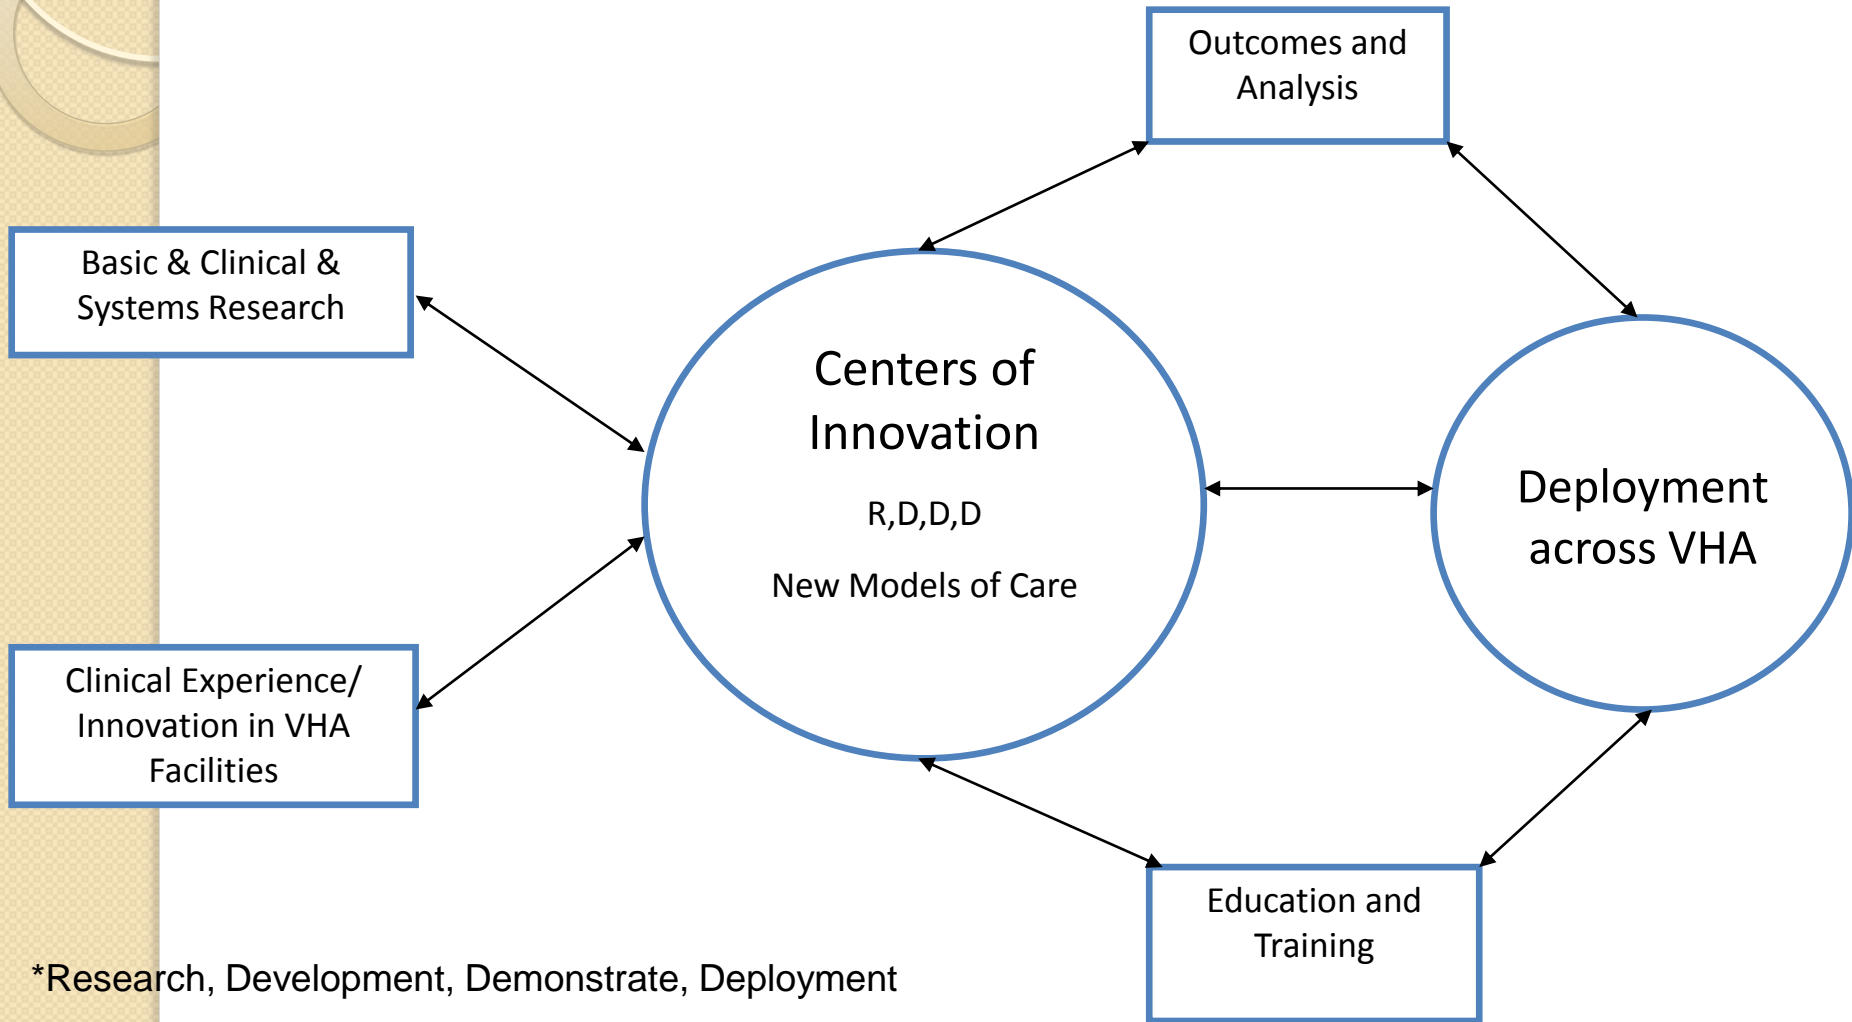 Outcomes and
Analysis
Basic & Clinical &
Systems Research
Centers of
Innovation
R,D,D,D
New Models of Care
Deployment
across VHA
Clinical Experience/
Innovation in VHA
Facilities
Education and
Training
*Research, Development, Demonstrate, Deployment